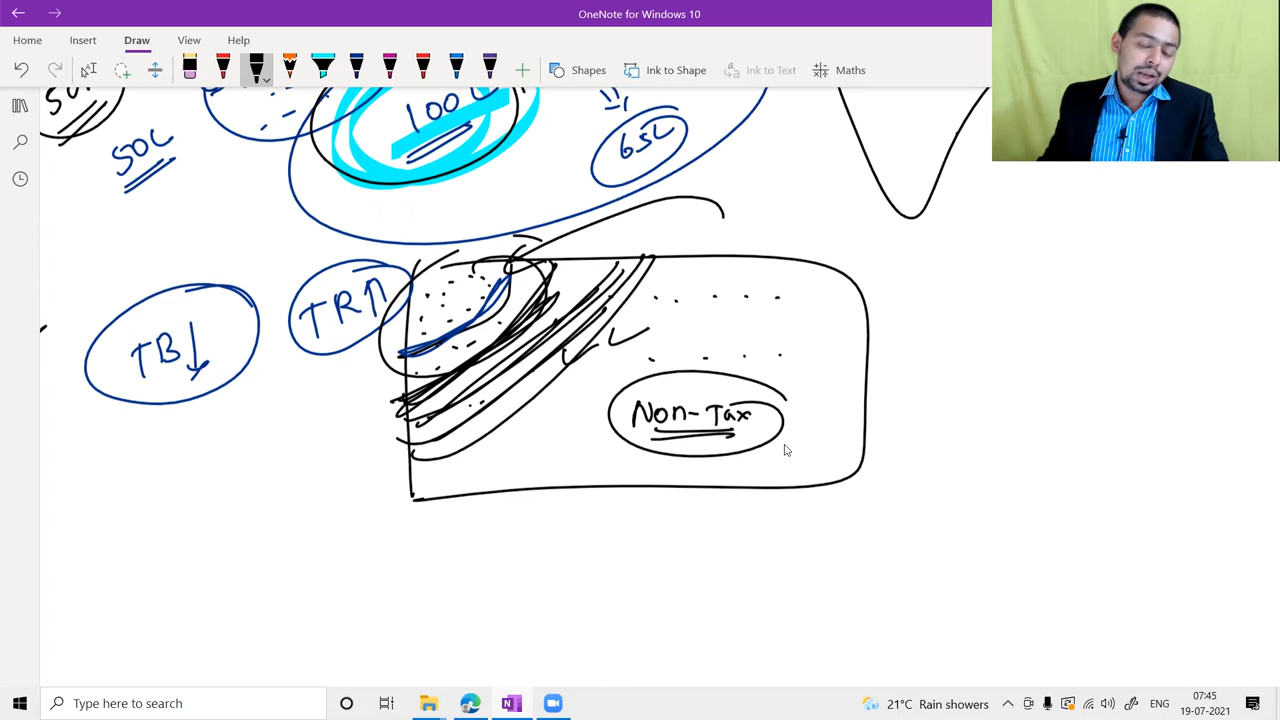 OneNote for Windows 10
Home Insert Draw View Help
Shapes Ink to Shape Ink to Text Maths
100L
50L
65L
TR↑
TB↓
Non-Tax
Type here to search
21°C Rain showers
ENG
07:45
19-07-2021